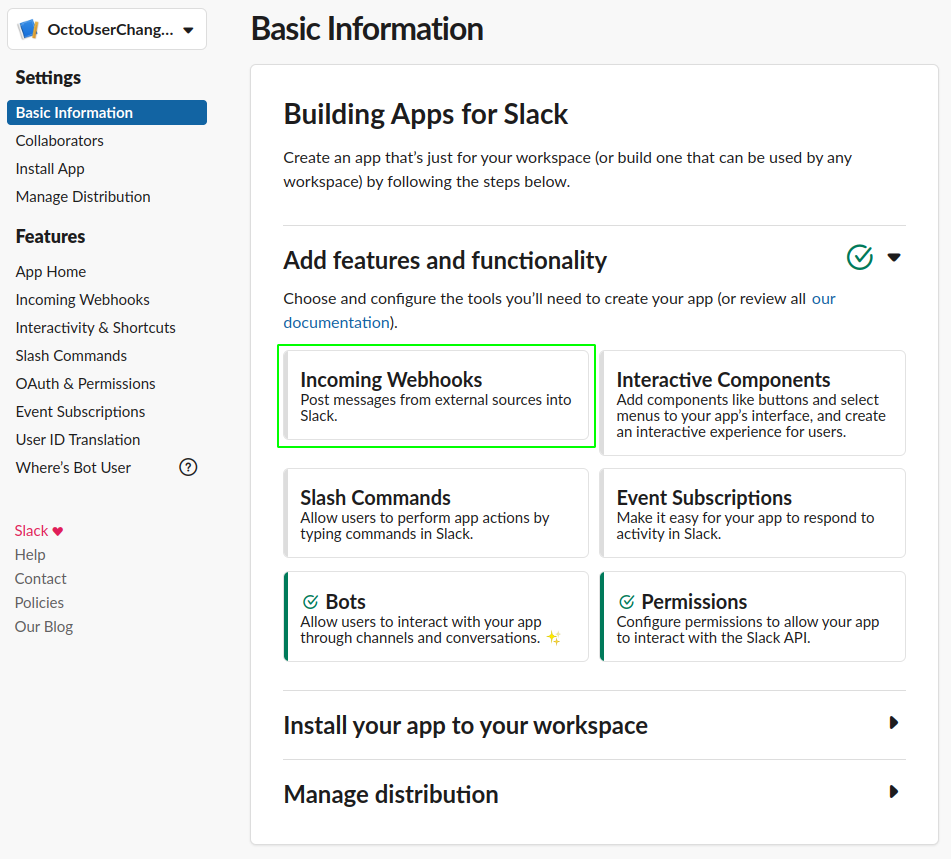 OctoUserChang...
Settings
Basic Information
Collaborators
Install App
Manage Distribution
Features
App Home
Incoming Webhooks
Interactivity & Shortcuts
Slash Commands
OAuth & Permissions
Event Subscriptions
User ID Translation
Where's Bot User
?
Slack ♥
Help
Contact
Policies
Our Blog
Basic Information
Building Apps for Slack
Create an app that's just for your workspace (or build one that can be used by any
workspace) by following the steps below.
Add features and functionality
Choose and configure the tools you'll need to create your app (or review all our
documentation).
Incoming Webhooks
Post messages from external sources into
Slack.
Interactive Components
Add components like buttons and select
menus to your app's interface, and create
an interactive experience for users.
Slash Commands
Allow users to perform app actions by
typing commands in Slack.
Event Subscriptions
Make it easy for your app to respond to
activity in Slack.
Bots
Allow users to interact with your app
through channels and conversations. ✨
Permissions
Configure permissions to allow your app
to interact with the Slack API.
Install your app to your workspace
Manage distribution